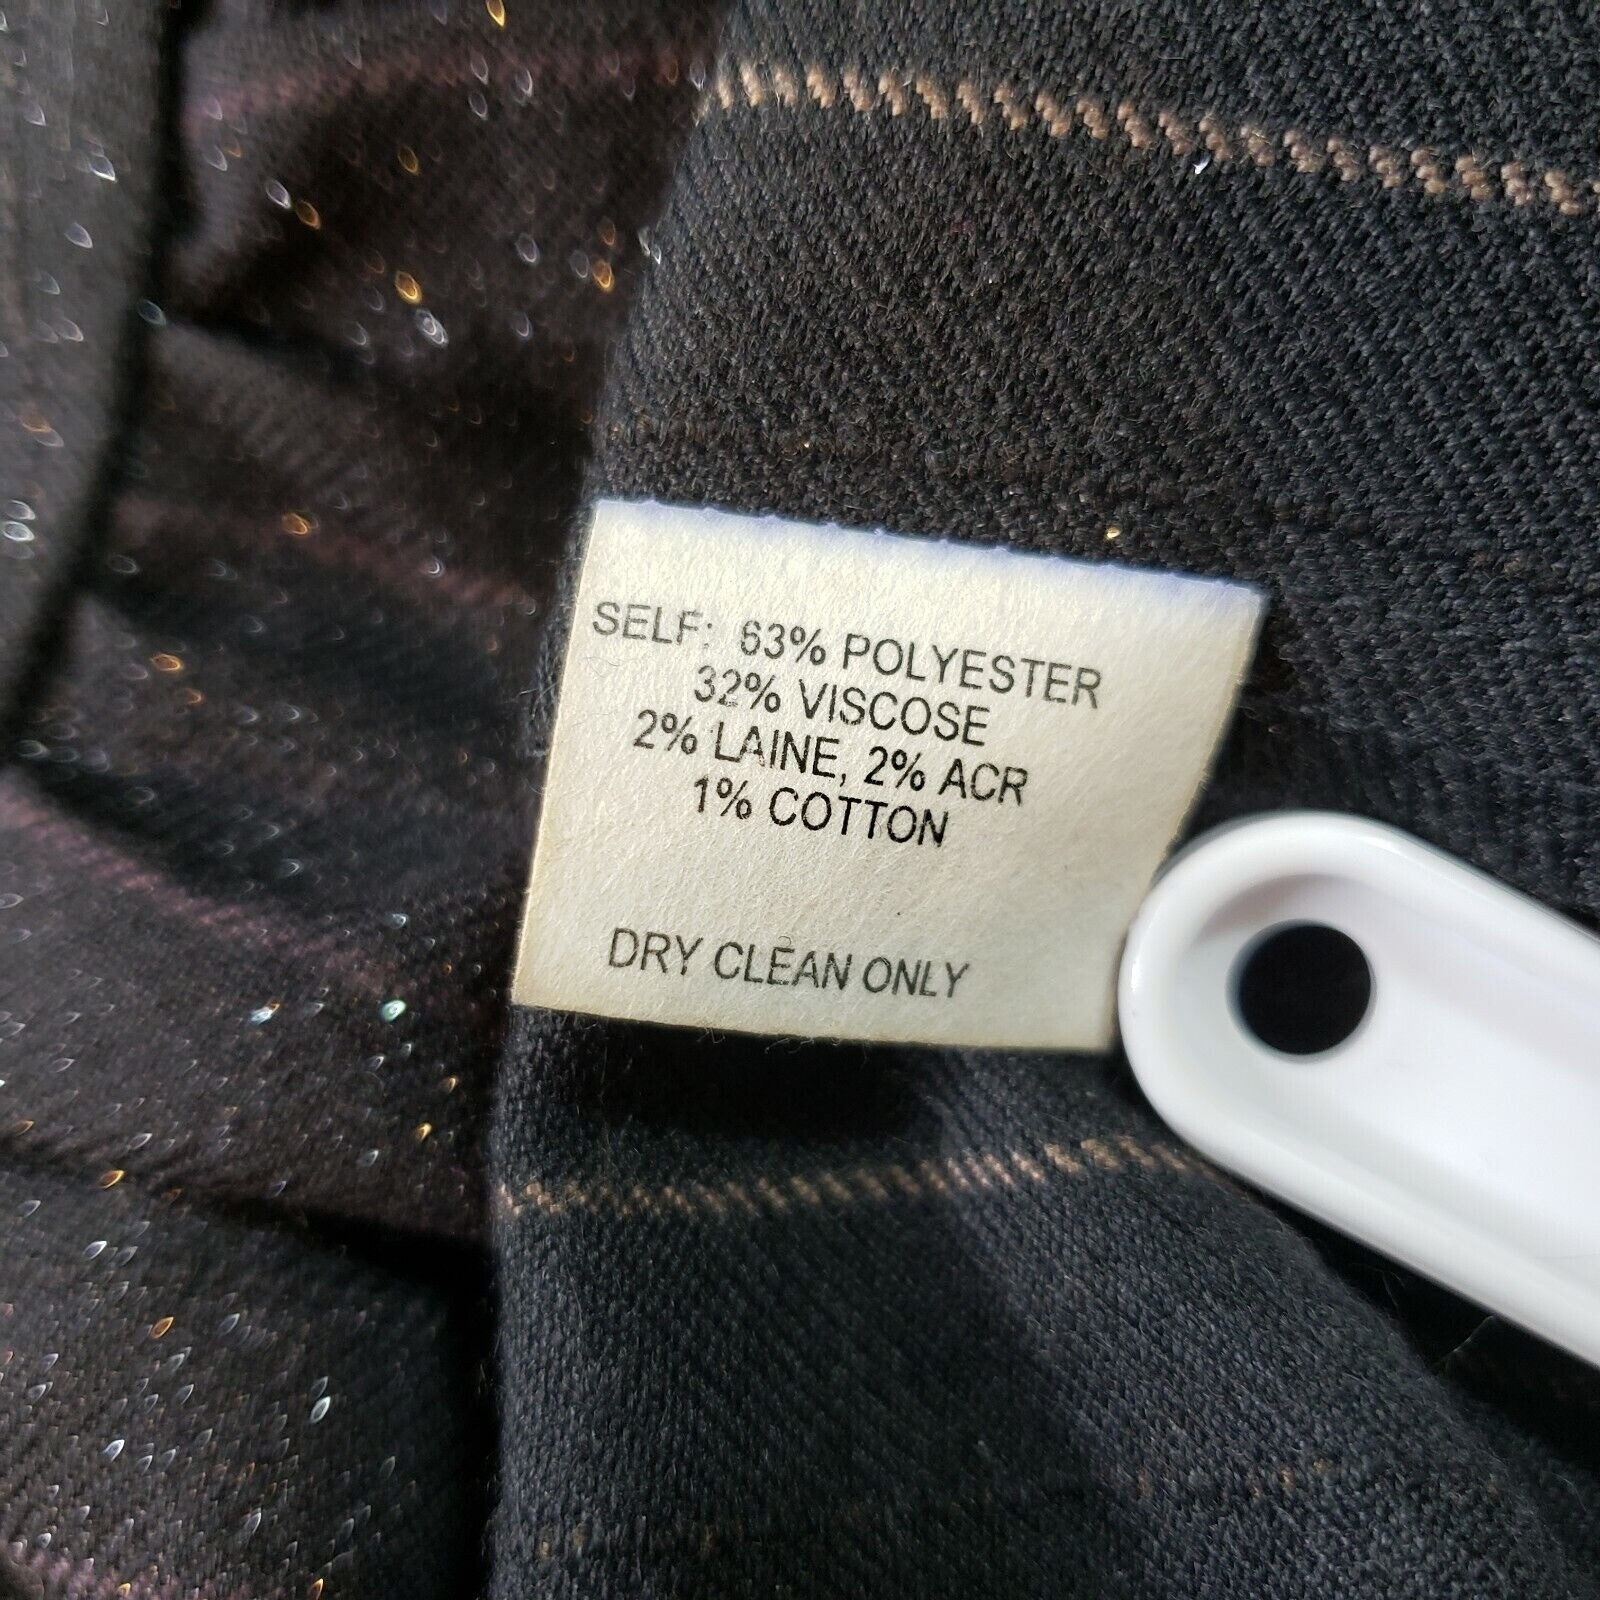 SELF: 63% POLYESTER
32% VISCOSE
2% LAINE, 2% ACR
1% COTTON
DRY CLEAN ONLY